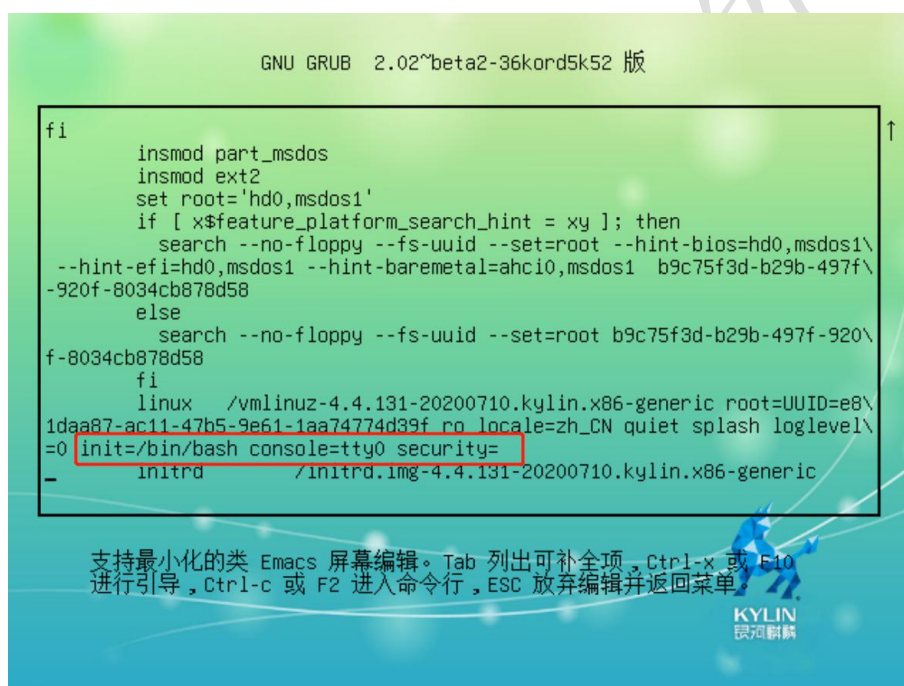 GNU GRUB 2.02~beta2-36kord5k52 版
fi
insmod part_msdos
insmod ext2
set root='hd0,msdos1'
if [ x$feature_platform_search_hint = xy ]; then
search --no-floppy --fs-uuid --set=root --hint-bios=hd0,msdos1\
--hint-efi=hd0,msdos1 --hint-baremetal=ahci0,msdos1 b9c75f3d-b29b-497f\
-920f-8034cb878d58
else
search --no-floppy --fs-uuid --set=root b9c75f3d-b29b-497f-920\
f-8034cb878d58
fi
linux /vmlinuz-4.4.131-20200710.kylin.x86-generic root=UUID=e8\
1daa87-ac11-47b5-9e61-1aa74774d39f ro locale=zh_CN quiet splash loglevel\
=0 init=/bin/bash console=tty0 security=
initrd /initrd.img-4.4.131-20200710.kylin.x86-generic
支持最小化的类 Emacs 屏幕编辑。Tab 列出可补全项,Ctrl-x 或 F10
进行引导,Ctrl-c 或 F2 进入命令行,ESC 放弃编辑并返回菜单。
KYLIN
银河麒麟